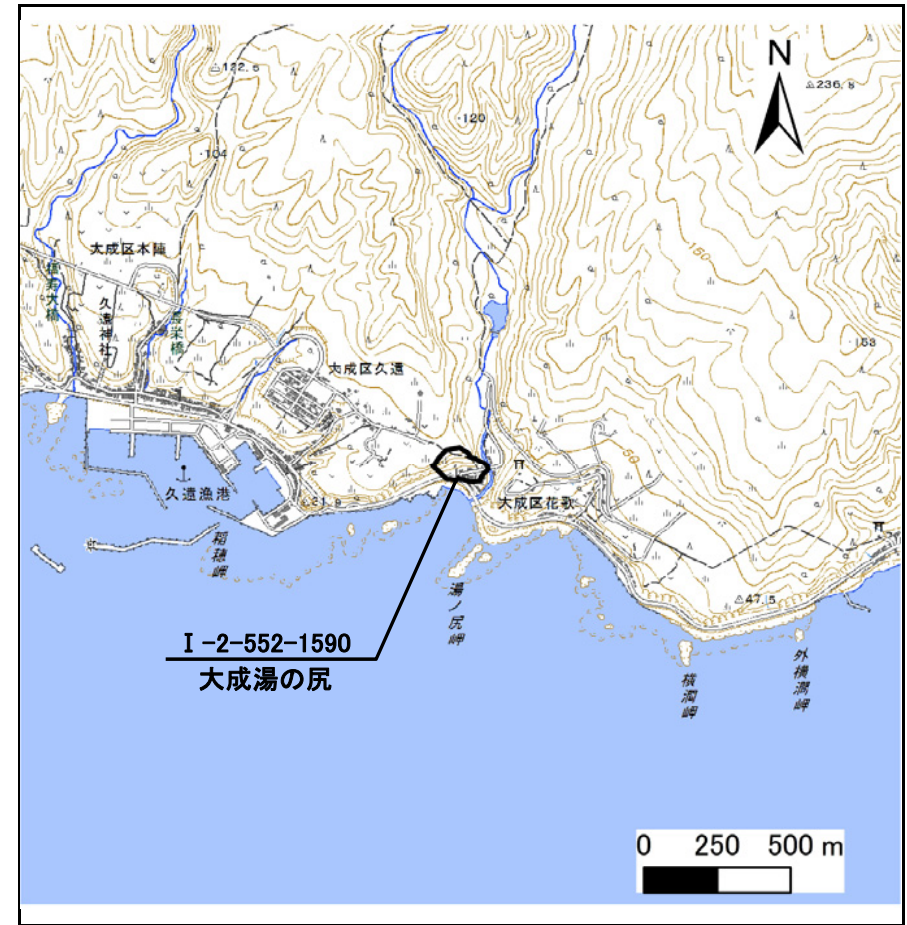 N
122.5
236.8
120
104
150
大成区本陣
久遠神社
長栄橋
153
大成区久遠
50
大成区花歌
久遠漁港
31.9
稲穂岬
湯ノ尻岬
47.5
横澗岬
外横澗岬
I-2-552-1590
大成湯の尻
0 250 500 m